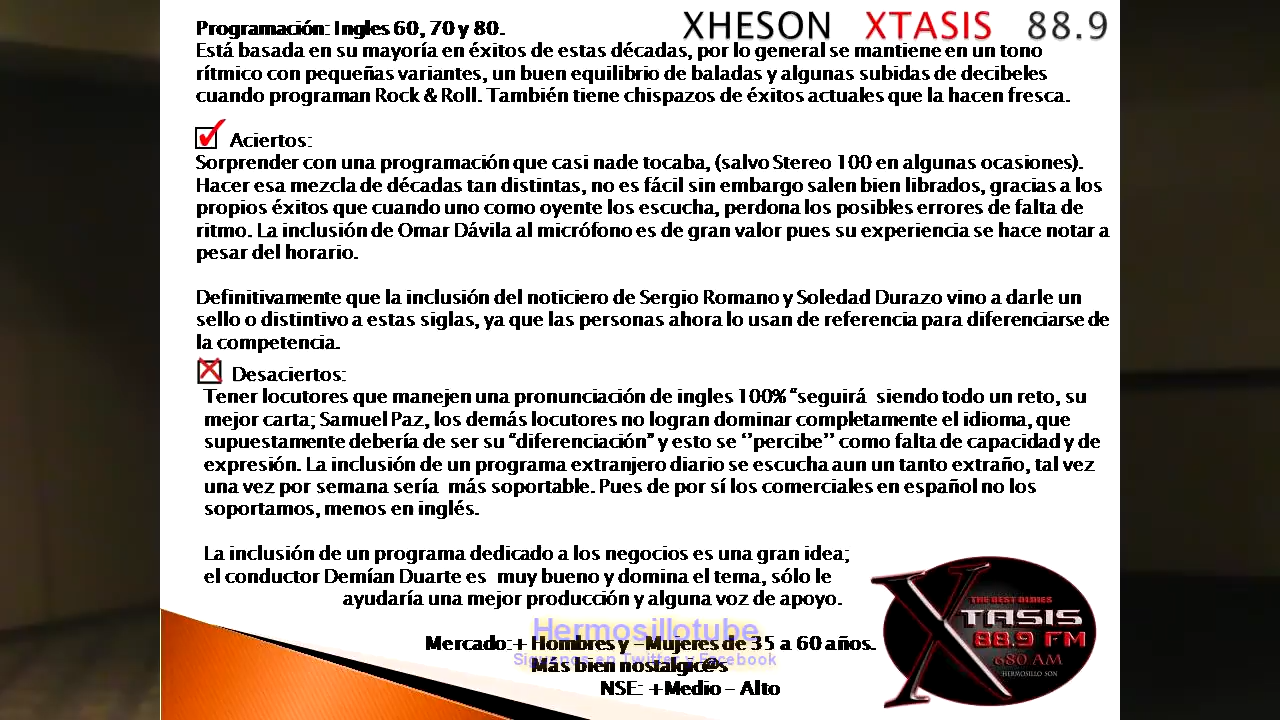 XHESON XTASIS 88.9
Programación: Ingles 60, 70 y 80.
Está basada en su mayoría en éxitos de estas décadas, por lo general se mantiene en un tono
rítmico con pequeñas variantes, un buen equilibrio de baladas y algunas subidas de decibeles
cuando programan Rock & Roll. También tiene chispazos de éxitos actuales que la hacen fresca.
Aciertos:
Sorprender con una programación que casi nade tocaba, (salvo Stereo 100 en algunas ocasiones).
Hacer esa mezcla de décadas tan distintas, no es fácil sin embargo salen bien librados, gracias a los
propios éxitos que cuando uno como oyente los escucha, perdona los posibles errores de falta de
ritmo. La inclusión de Omar Dávila al micrófono es de gran valor pues su experiencia se hace notar a
pesar del horario.
Definitivamente que la inclusión del noticiero de Sergio Romano y Soledad Durazo vino a darle un
sello o distintivo a estas siglas, ya que las personas ahora lo usan de referencia para diferenciarse de
la competencia.
Desaciertos:
Tener locutores que manejen una pronunciación de ingles 100% “seguirá siendo todo un reto, su
mejor carta; Samuel Paz, los demás locutores no logran dominar completamente el idioma, que
supuestamente debería de ser su “diferenciación” y esto se ‘’percibe’’ como falta de capacidad y de
expresión. La inclusión de un programa extranjero diario se escucha aun un tanto extraño, tal vez
una vez por semana sería más soportable. Pues de por sí los comerciales en español no los
soportamos, menos en inglés.
La inclusión de un programa dedicado a los negocios es una gran idea;
el conductor Demían Duarte es muy bueno y domina el tema, sólo le
ayudaría una mejor producción y alguna voz de apoyo.
Hermosillotube
Mercado:+ Hombres y –Mujeres de 35 a 60 años.
Siguenos en Twitter y Facebook
Más bien nostálgic@s
NSE: +Medio – Alto
THE BEST OLDIES
XTASIS
88.9 FM
680 AM
HERMOSILLO SON